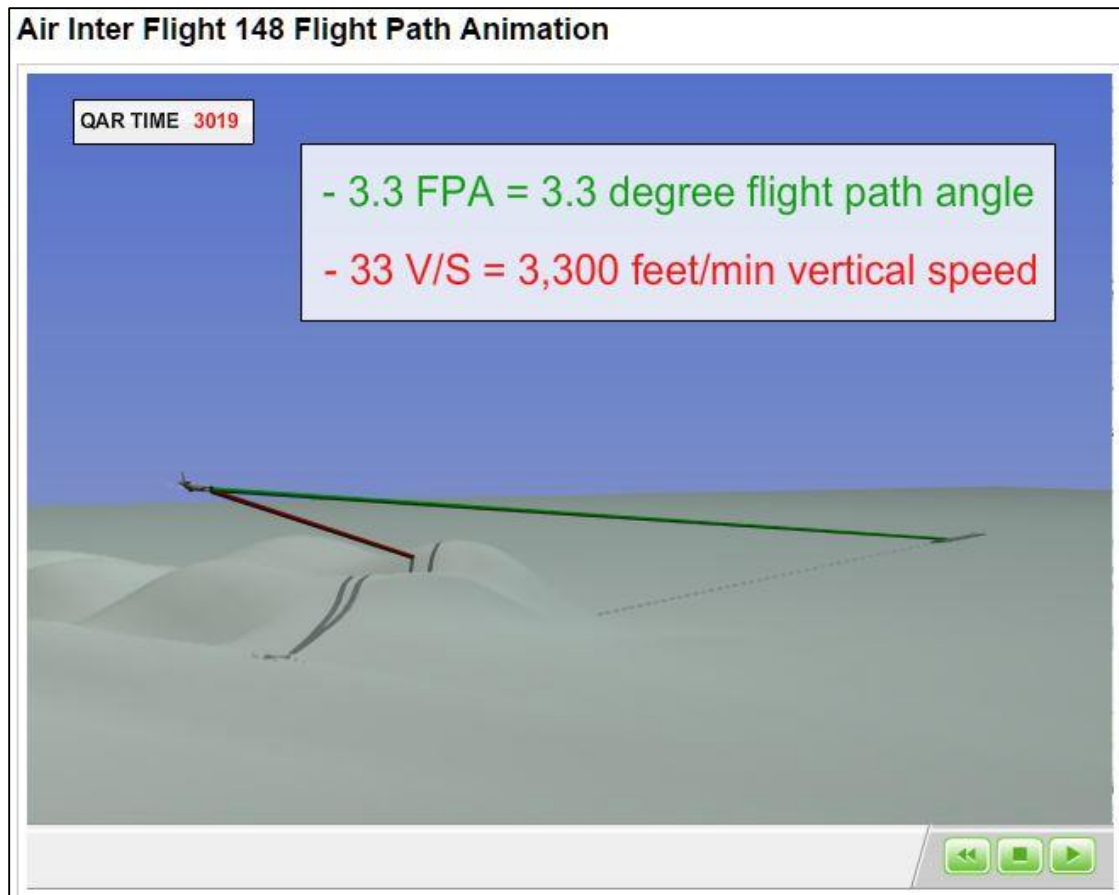 Air Inter Flight 148 Flight Path Animation
QAR TIME 3019
- 3.3 FPA = 3.3 degree flight path angle
- 33 V/S = 3,300 feet/min vertical speed